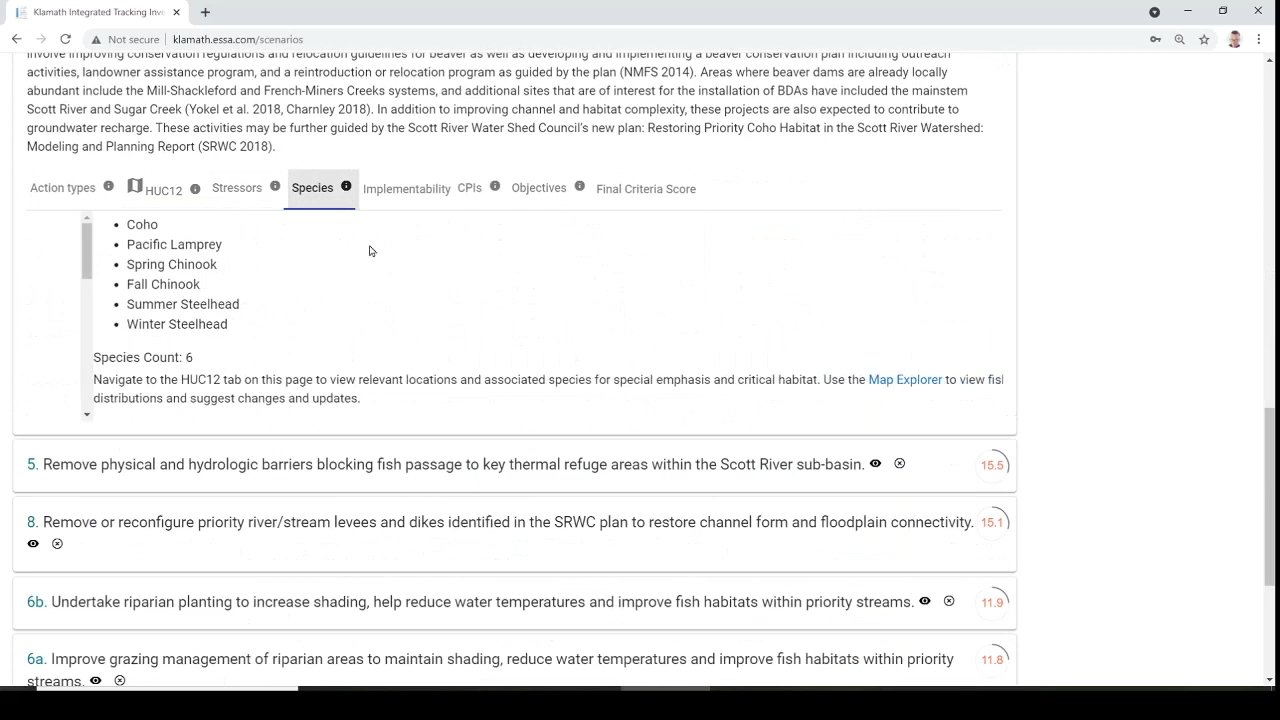 Klamath Integrated Tracking Inve
Not secure | klamath.essa.com/scenarios
involve improving conservation regulations and relocation guidelines for beaver as well as developing and implementing a beaver conservation plan including outreach
activities, landowner assistance program, and a reintroduction or relocation program as guided by the plan (NMFS 2014). Areas where beaver dams are already locally
abundant include the Mill-Shackleford and French-Miners Creeks systems, and additional sites that are of interest for the installation of BDAs have included the mainstem
Scott River and Sugar Creek (Yokel et al. 2018, Charnley 2018). In addition to improving channel and habitat complexity, these projects are also expected to contribute to
groundwater recharge. These activities may be further guided by the Scott River Water Shed Council's new plan: Restoring Priority Coho Habitat in the Scott River Watershed:
Modeling and Planning Report (SRWC 2018).
Action types HUC12 Stressors Species Implementability CPIs Objectives Final Criteria Score
• Coho
• Pacific Lamprey
• Spring Chinook
• Fall Chinook
• Summer Steelhead
• Winter Steelhead
Species Count: 6
Navigate to the HUC12 tab on this page to view relevant locations and associated species for special emphasis and critical habitat. Use the Map Explorer to view fisl
distributions and suggest changes and updates.
5. Remove physical and hydrologic barriers blocking fish passage to key thermal refuge areas within the Scott River sub-basin. 15.5
8. Remove or reconfigure priority river/stream levees and dikes identified in the SRWC plan to restore channel form and floodplain connectivity. 15.1
6b. Undertake riparian planting to increase shading, help reduce water temperatures and improve fish habitats within priority streams. 11.9
6a. Improve grazing management of riparian areas to maintain shading, reduce water temperatures and improve fish habitats within priority 11.8
streams.